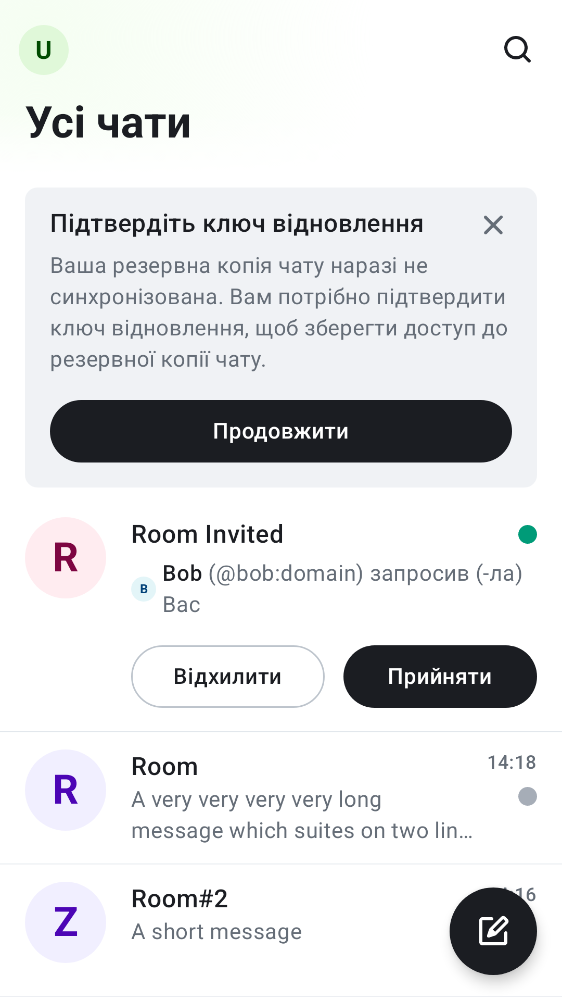 U
Усі чати
Підтвердіть ключ відновлення
Ваша резервна копія чату наразі не
синхронізована. Вам потрібно підтвердити
ключ відновлення, щоб зберегти доступ до
резервної копії чату.
Продовжити
R
Room Invited
B
Bob (@bob:domain) запросив (-ла)
Вас
Відхилити
Прийняти
R
Room
14:18
A very very very very long
message which suites on two lin…
Z
Room#2
16
A short message